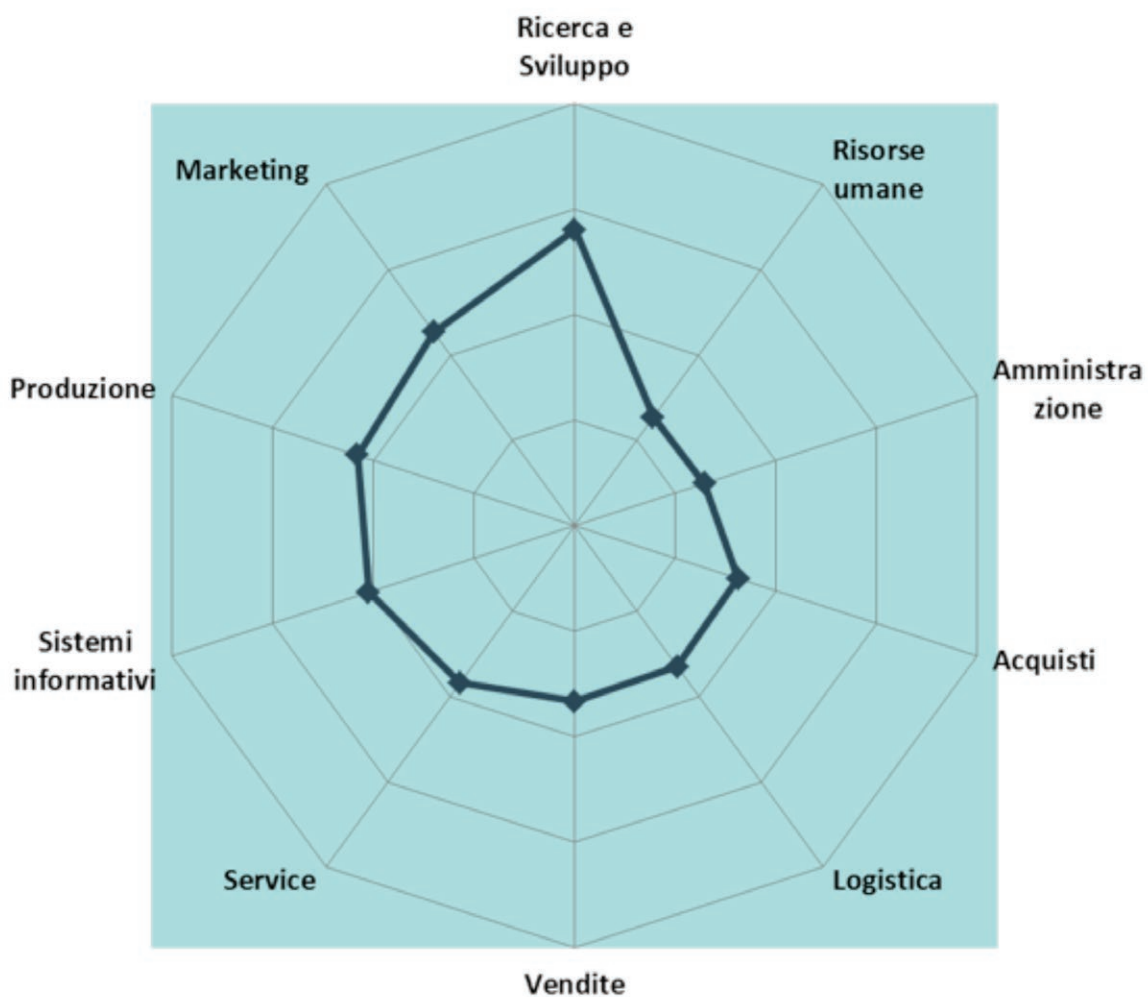 Ricerca e
Sviluppo
Risorse
umane
Marketing
Amministra
zione
Produzione
Sistemi
informativi
Acquisti
Service
Logistica
Vendite